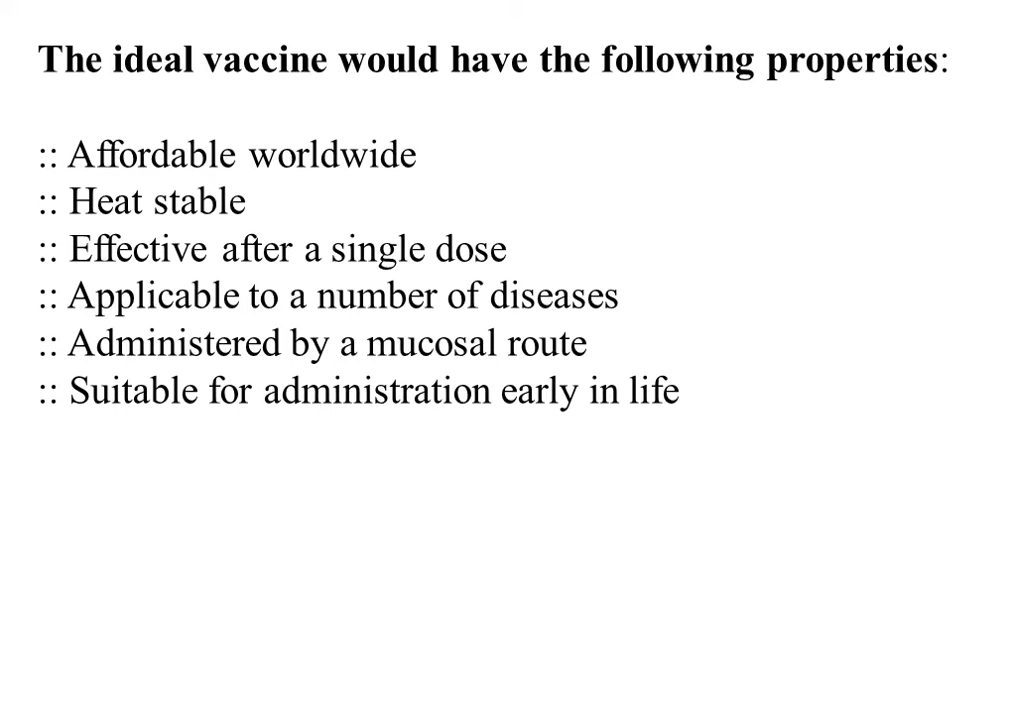 The ideal vaccine would have the following properties:
:: Affordable worldwide
:: Heat stable
:: Effective after a single dose
:: Applicable to a number of diseases
:: Administered by a mucosal route
:: Suitable for administration early in life